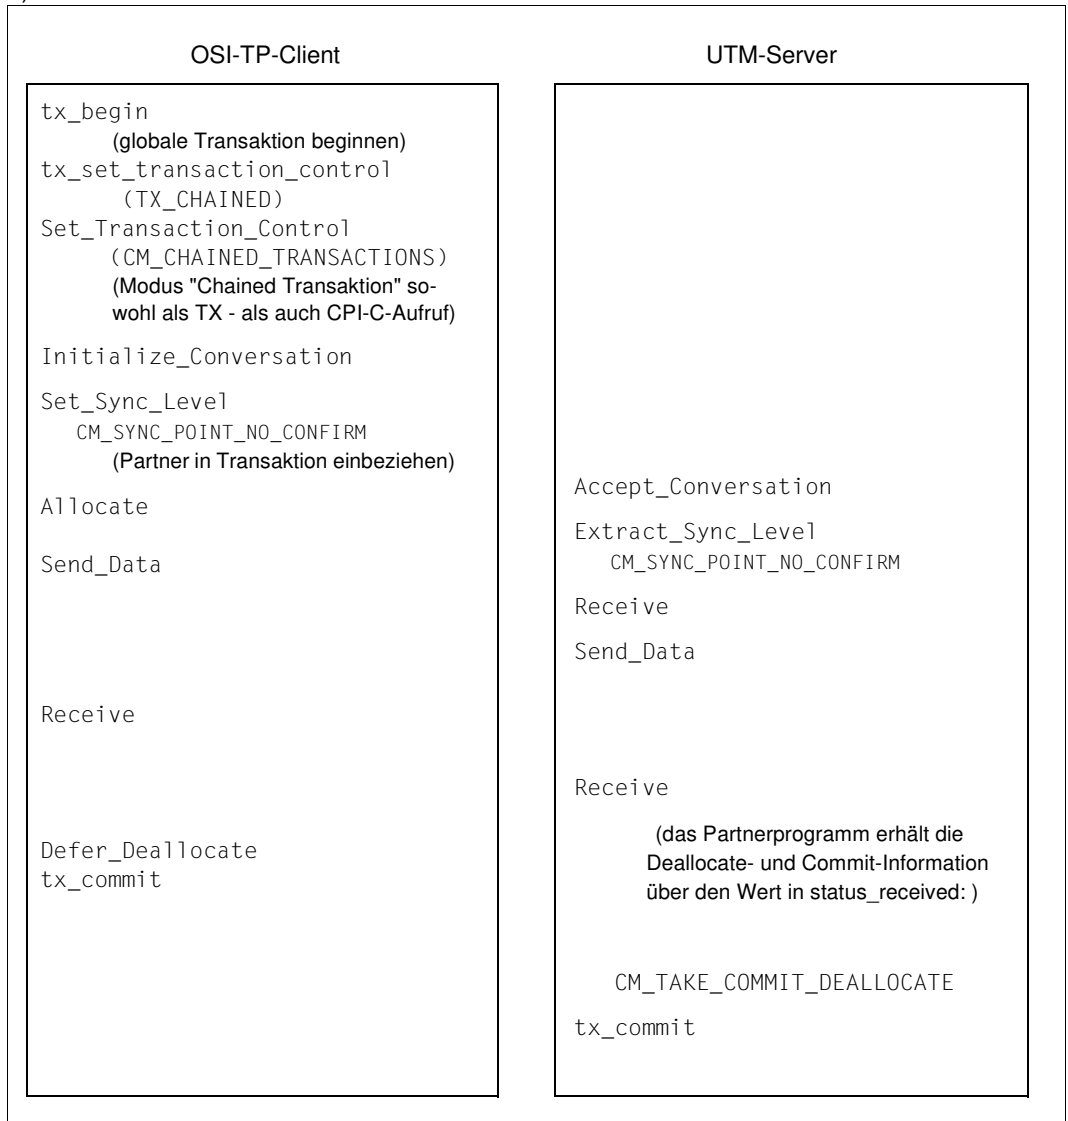 OSI-TP-Client
tx_begin
(globale Transaktion beginnen)
tx_set_transaction_control
(TX_CHAINED)
Set_Transaction_Control
(CM_CHAINED_TRANSACTIONS)
(Modus "Chained Transaktion" so-
wohl als TX - als auch CPI-C-Aufruf)
Initialize_Conversation
Set_Sync_Level
CM_SYNC_POINT_NO_CONFIRM
(Partner in Transaktion einbeziehen)
Allocate
Send_Data
Receive
Defer_Deallocate
tx_commit
UTM-Server
Accept_Conversation
Extract_Sync_Level
CM_SYNC_POINT_NO_CONFIRM
Receive
Send_Data
Receive
(das Partnerprogramm erhält die
Deallocate- und Commit-Information
über den Wert in status_received: )
CM_TAKE_COMMIT_DEALLOCATE
tx_commit